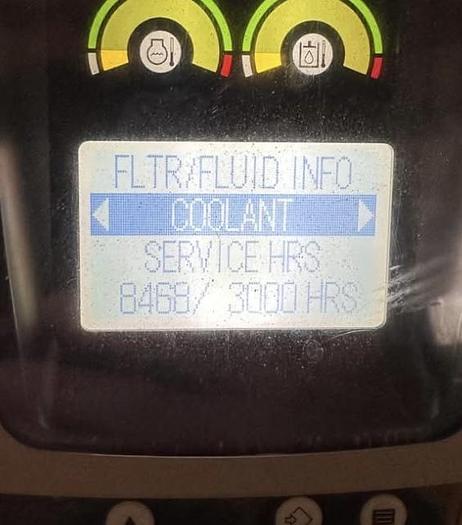 FLTR/FLUID INFO
COOLANT
SERVICE HRS
8468/ 3000 HRS